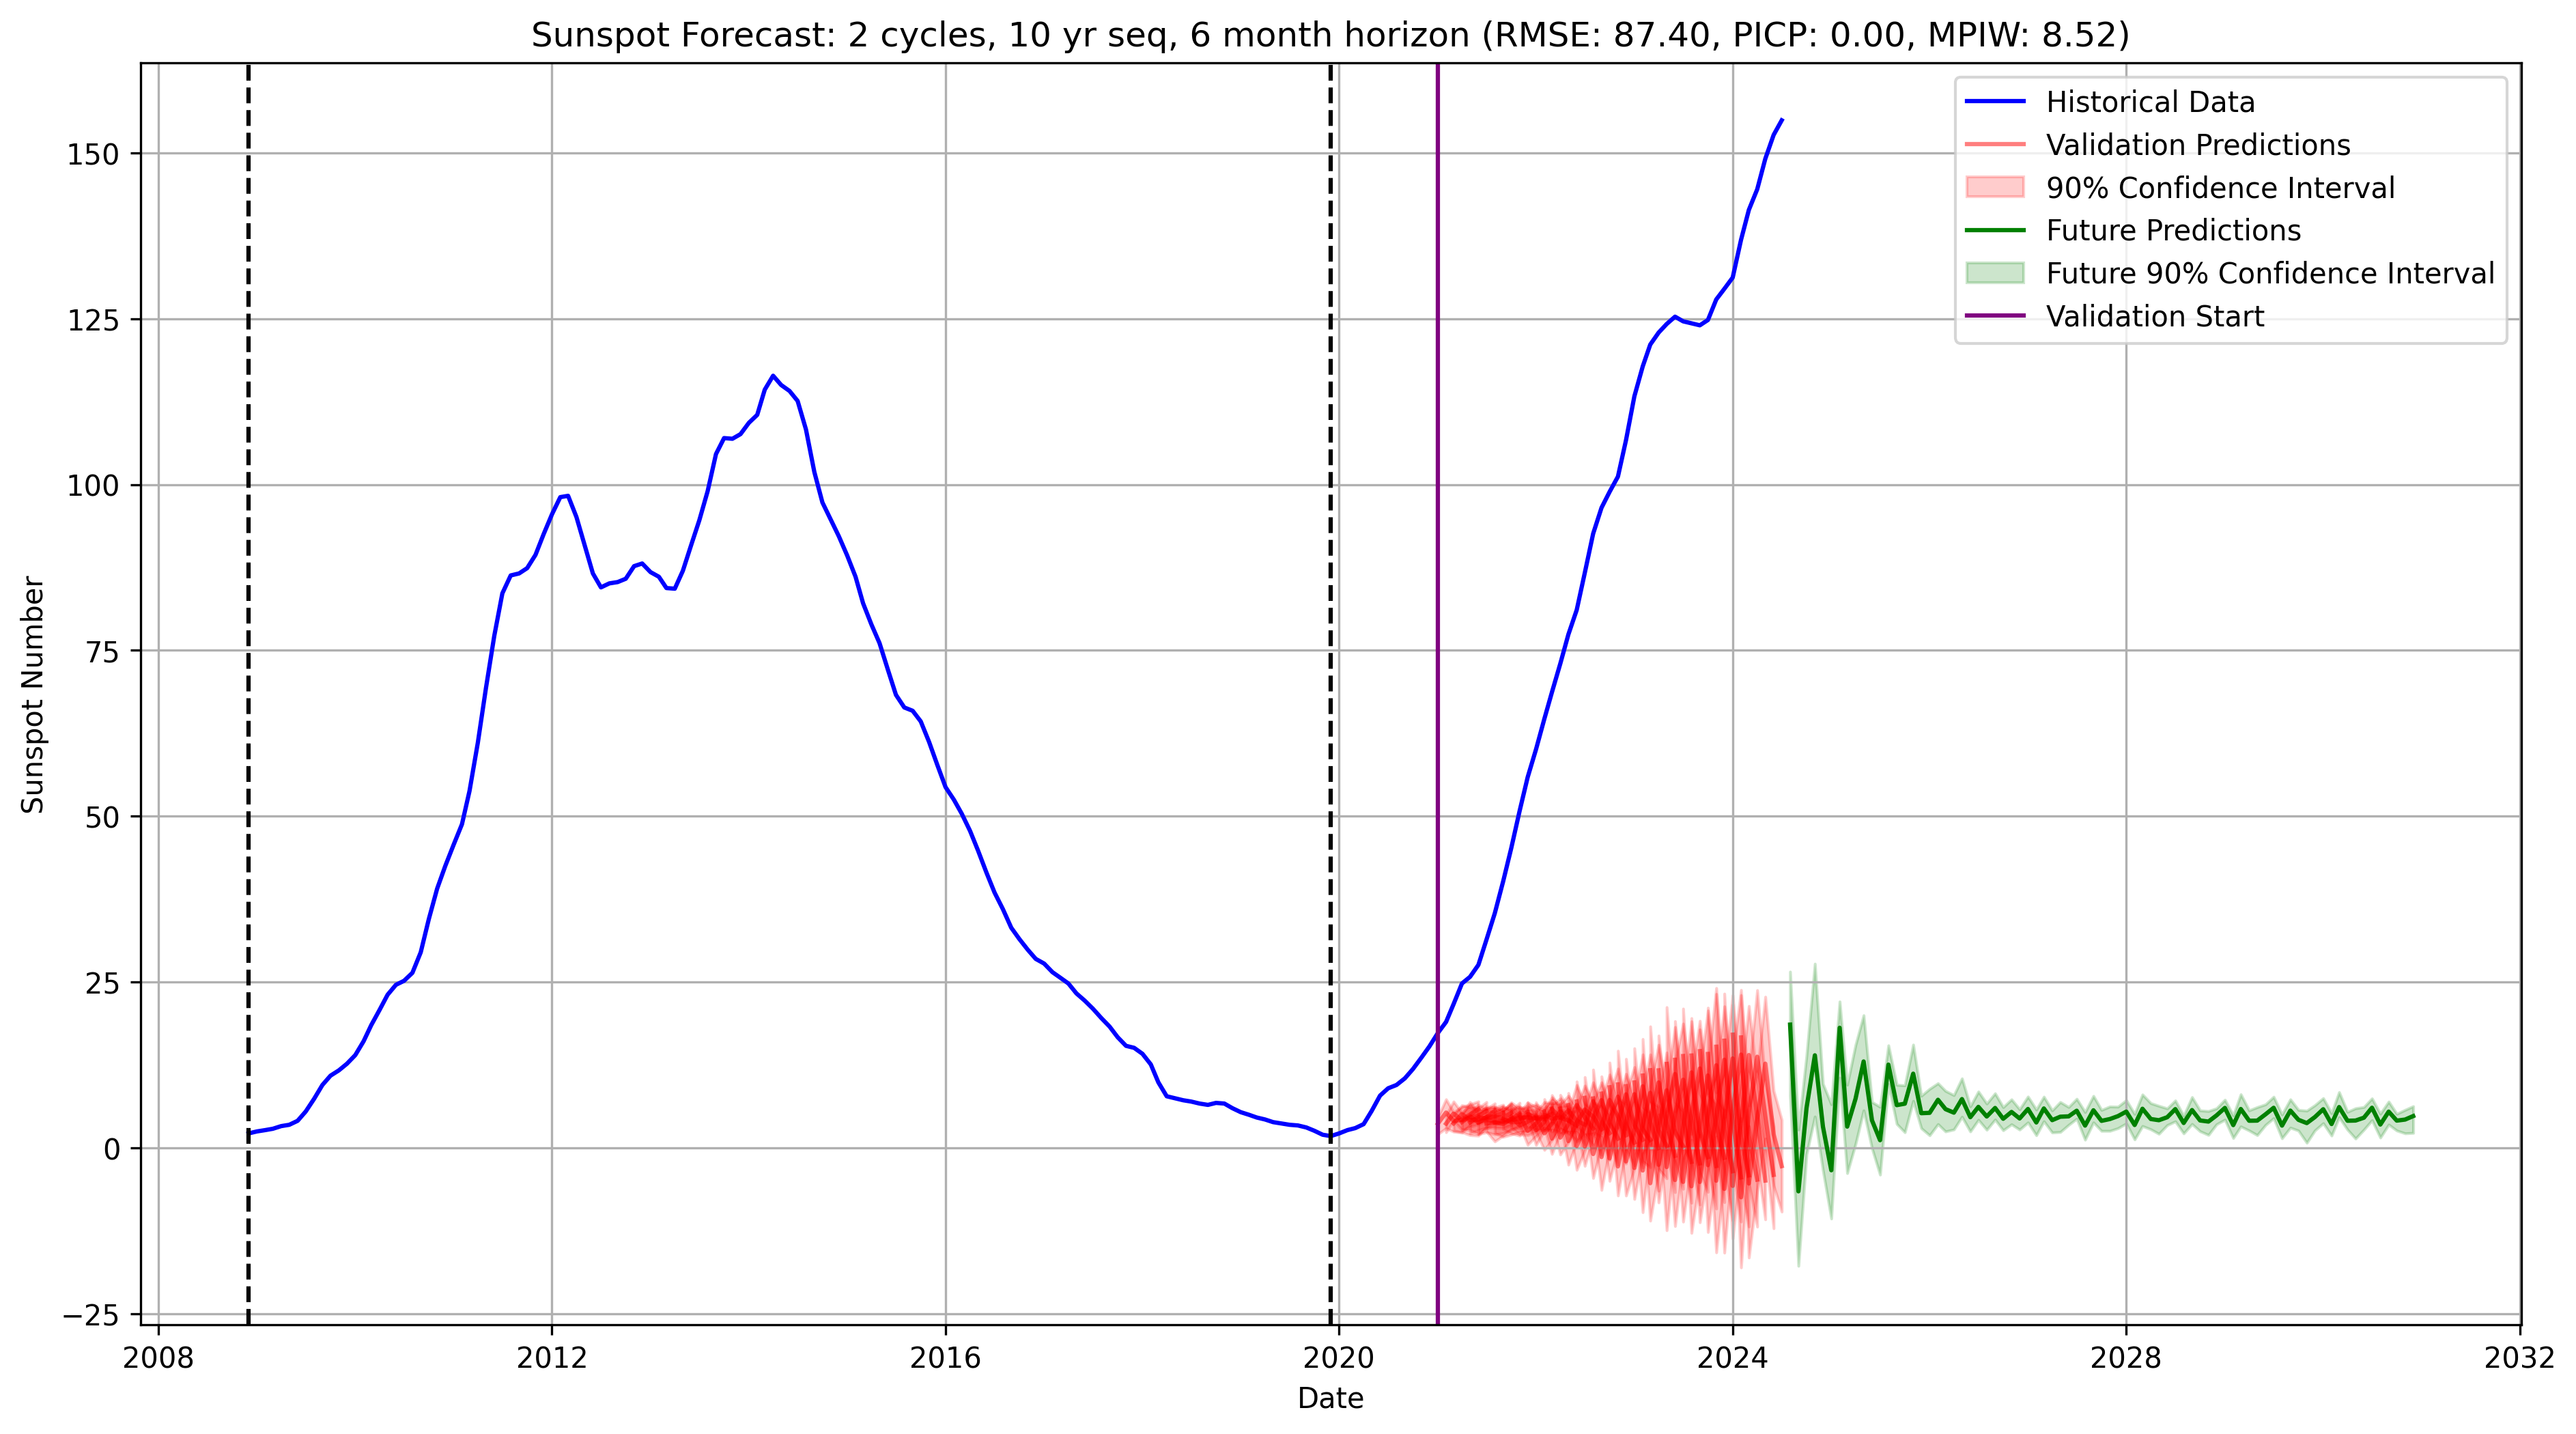 Sunspot Forecast: 2 cycles, 10 yr seq, 6 month horizon (RMSE: 87.40, PICP: 0.00, MPIW: 8.52)
Historical Data
Validation Predictions
90% Confidence Interval
Future Predictions
Future 90% Confidence Interval
Validation Start
Sunspot Number
150
125
100
75
50
25
0
−25
2008 2012 2016 2020 2024 2028 2032
Date